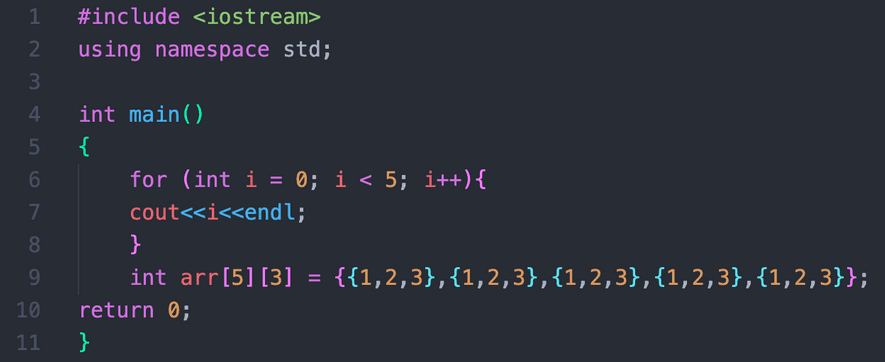 1 #include <iostream>
2 using namespace std;
3
4 int main()
5 {
6     for (int i = 0; i < 5; i++){
7     cout<<i<<endl;
8     }
9     int arr[5][3] = {{1,2,3},{1,2,3},{1,2,3},{1,2,3},{1,2,3}};
10 return 0;
11 }